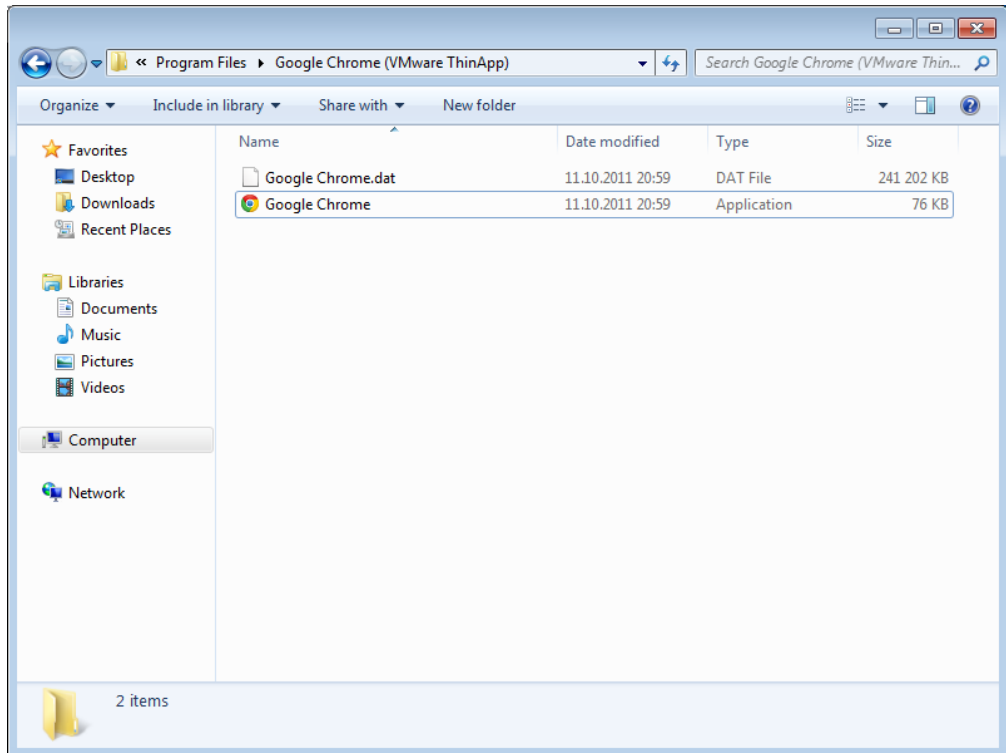 « Program Files Google Chrome (VMware ThinApp) Search Google Chrome (VMware Thin...
Organize Include in library Share with New folder
Favorites
Desktop
Downloads
Recent Places
Libraries
Documents
Music
Pictures
Videos
Computer
Network
Name Date modified Type Size
Google Chrome.dat 11.10.2011 20:59 DAT File 241 202 KB
Google Chrome 11.10.2011 20:59 Application 76 KB
2 items